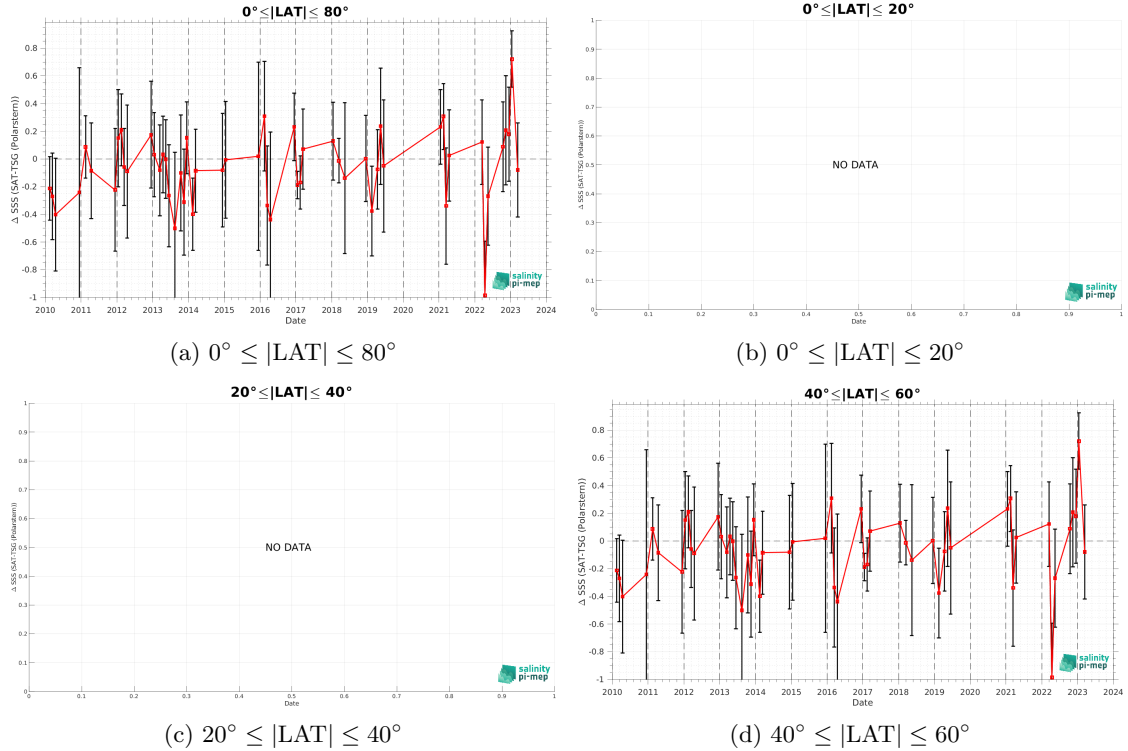 0°≤|LAT|≤ 80°
0.8
0.6
0.4
0.2
0
-0.2
-0.4
-0.6
-0.8
-1
Δ SSS (SAT-TSG (Polarstern))
2010 2011 2012 2013 2014 2015 2016 2017 2018 2019 2020 2021 2022 2023 2024
Date
salinity
pi-mep
(a) 0° ≤ |LAT| ≤ 80°
0°≤|LAT|≤ 20°
1
0.9
0.8
0.7
0.6
0.5
0.4
0.3
0.2
0.1
0
Δ SSS (SAT-TSG (Polarstern))
NO DATA
0 0.1 0.2 0.3 0.4 0.5 0.6 0.7 0.8 0.9 1
Date
salinity
pi-mep
(b) 0° ≤ |LAT| ≤ 20°
20°≤|LAT|≤ 40°
1
0.9
0.8
0.7
0.6
0.5
0.4
0.3
0.2
0.1
0
Δ SSS (SAT-TSG (Polarstern))
NO DATA
0 0.1 0.2 0.3 0.4 0.5 0.6 0.7 0.8 0.9 1
Date
salinity
pi-mep
(c) 20° ≤ |LAT| ≤ 40°
40°≤|LAT|≤ 60°
0.8
0.6
0.4
0.2
0
-0.2
-0.4
-0.6
-0.8
-1
Δ SSS (SAT-TSG (Polarstern))
2010 2011 2012 2013 2014 2015 2016 2017 2018 2019 2020 2021 2022 2023 2024
Date
salinity
pi-mep
(d) 40° ≤ |LAT| ≤ 60°